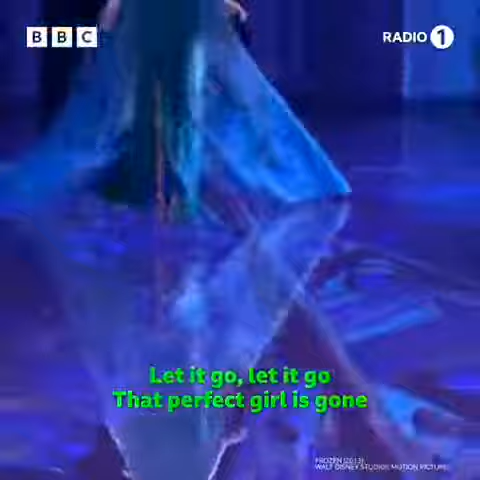 BBC
RADIO 1
Let it go, let it go
That perfect girl is gone
FROZEN (2013)
WALT DISNEY STUDIOS MOTION PICTURES